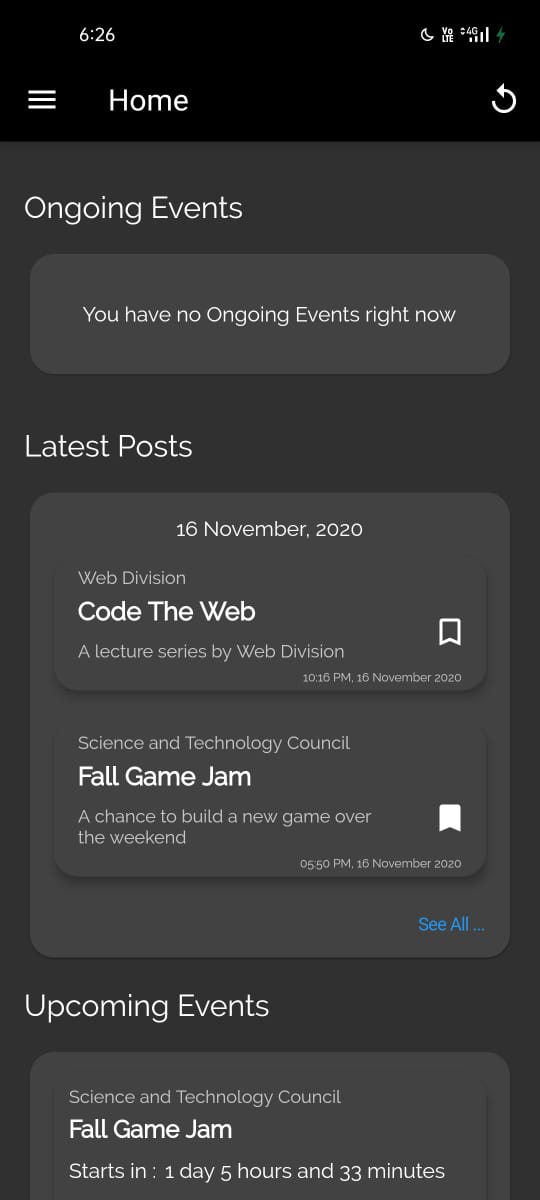 6:26
Vo LTE 4G
Home
Ongoing Events
You have no Ongoing Events right now
Latest Posts
16 November, 2020
Web Division
Code The Web
A lecture series by Web Division
10:16 PM, 16 November 2020
Science and Technology Council
Fall Game Jam
A chance to build a new game over
the weekend
05:50 PM, 16 November 2020
See All ...
Upcoming Events
Science and Technology Council
Fall Game Jam
Starts in : 1 day 5 hours and 33 minutes